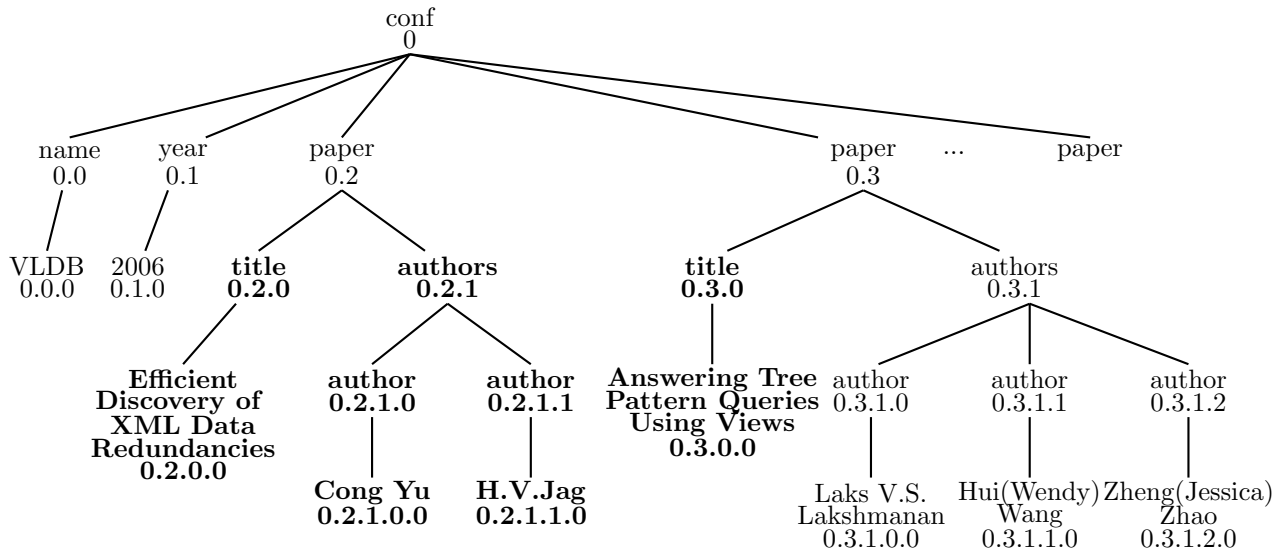 conf
0
name year paper paper ... paper
0.0 0.1 0.2 0.3
VLDB 2006 title authors title authors
0.0.0 0.1.0 0.2.0 0.2.1 0.3.0 0.3.1
Efficient author author Answering Tree author author author
Discovery of 0.2.1.0 0.2.1.1 Pattern Queries 0.3.1.0 0.3.1.1 0.3.1.2
XML Data Using Views
Redundancies 0.3.0.0
0.2.0.0
Cong Yu H.V.Jag Laks V.S. Hui(Wendy) Zheng(Jessica)
0.2.1.0.0 0.2.1.1.0 Lakshmanan Wang Zhao
0.3.1.0.0 0.3.1.1.0 0.3.1.2.0